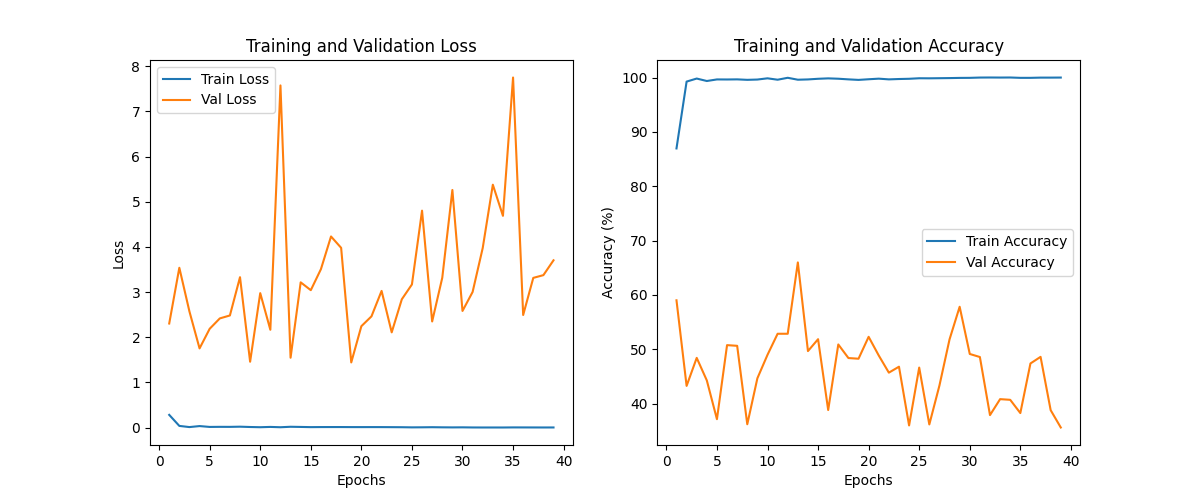 Training and Validation Loss
Train Loss
Val Loss
8
7
6
5
4
3
2
1
0
Loss
0 5 10 15 20 25 30 35 40
Epochs
Training and Validation Accuracy
100
90
80
70
60
50
40
Accuracy (%)
Train Accuracy
Val Accuracy
0 5 10 15 20 25 30 35 40
Epochs